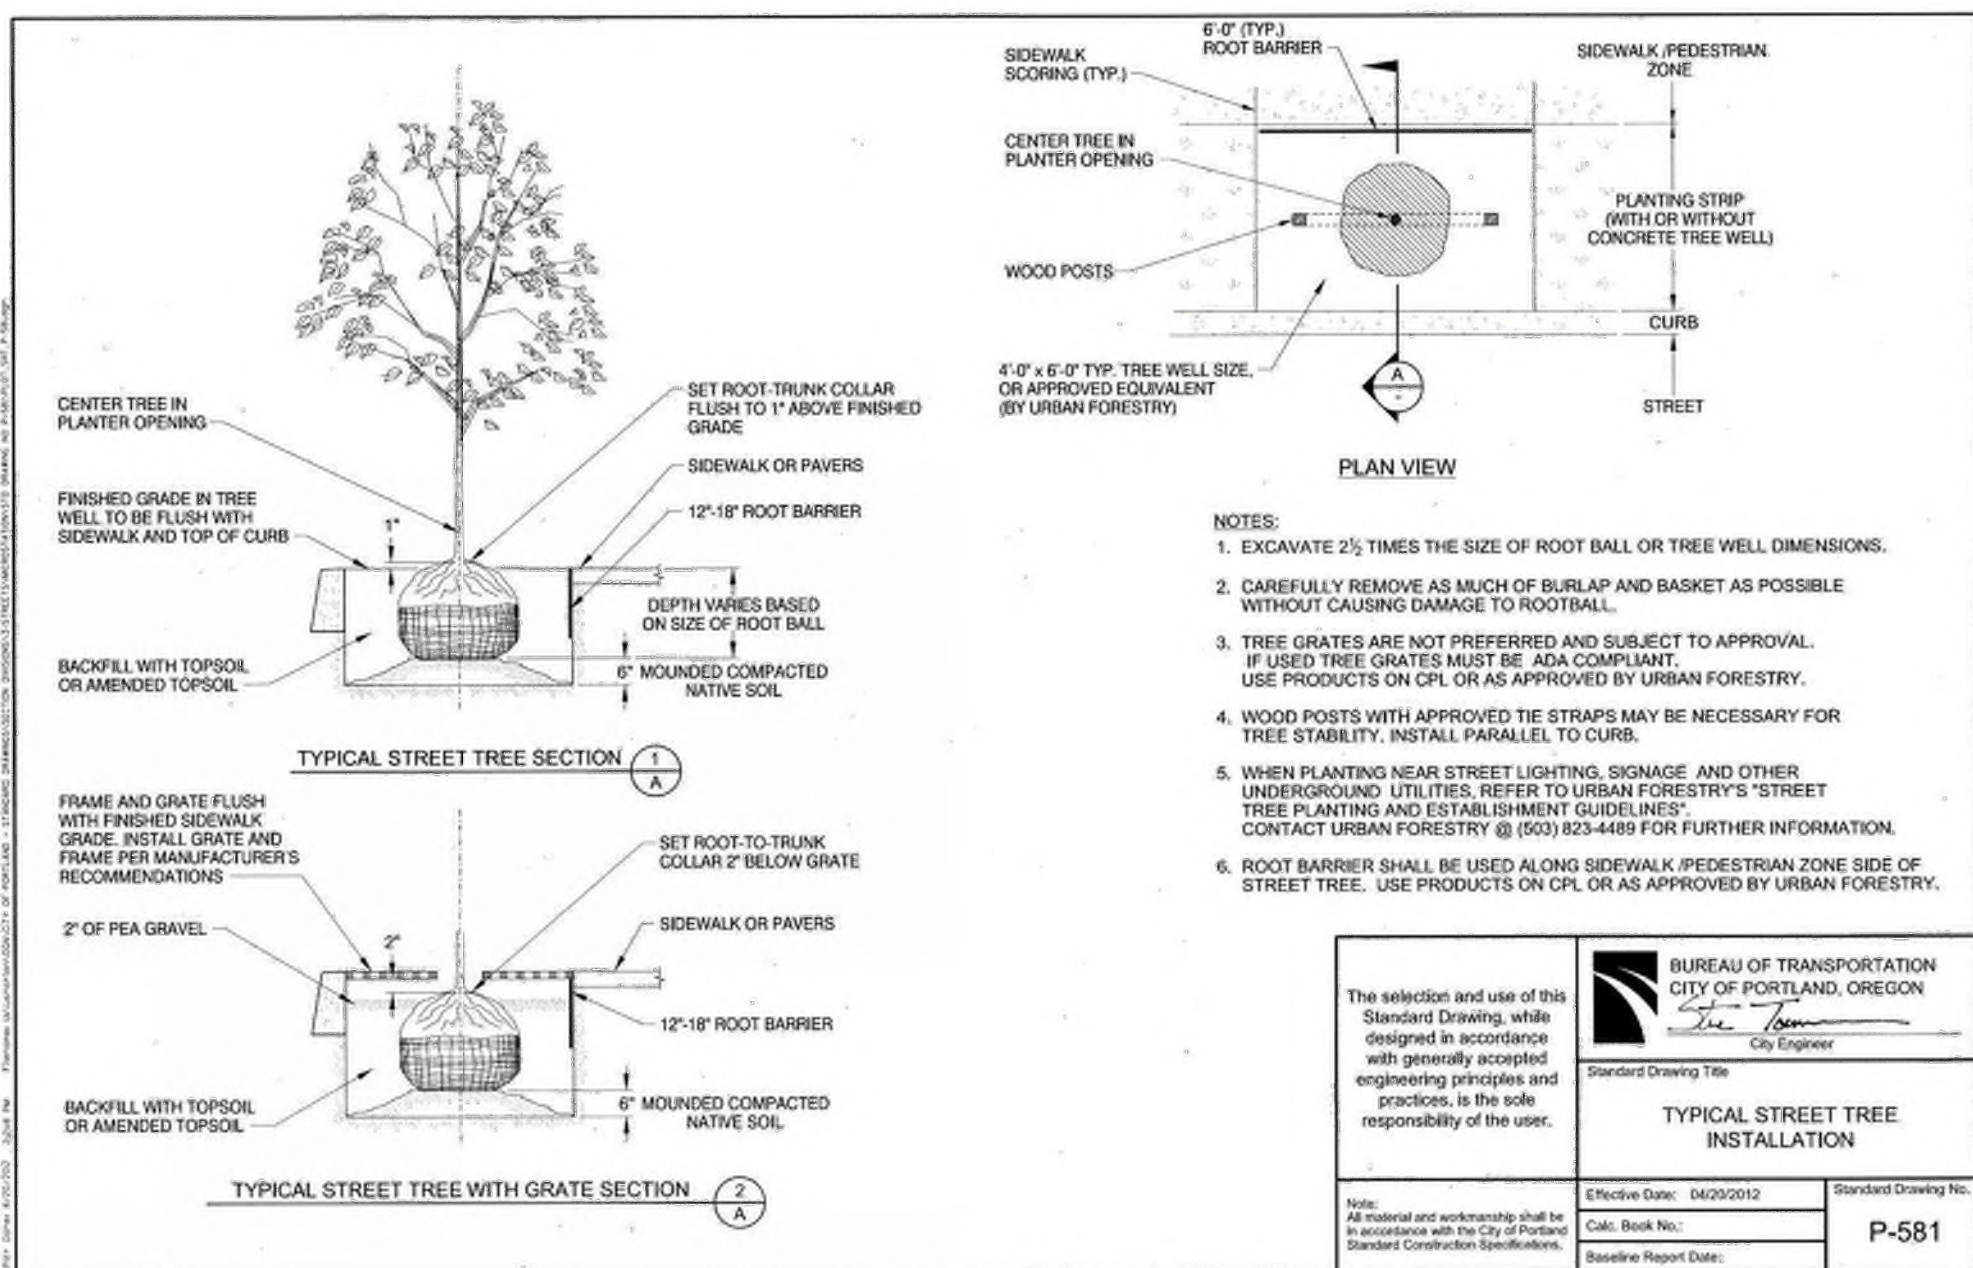 CENTER TREE IN
PLANTER OPENING
FINISHED GRADE IN TREE
WELL TO BE FLUSH WITH
SIDEWALK AND TOP OF CURB
1"
BACKFILL WITH TOPSOIL
OR AMENDED TOPSOIL
SET ROOT-TRUNK COLLAR
FLUSH TO 1" ABOVE FINISHED
GRADE
SIDEWALK OR PAVERS
12"-18" ROOT BARRIER
DEPTH VARIES BASED
ON SIZE OF ROOT BALL
6" MOUNDED COMPACTED
NATIVE SOIL
TYPICAL STREET TREE SECTION
1
A
FRAME AND GRATE FLUSH
WITH FINISHED SIDEWALK
GRADE. INSTALL GRATE AND
FRAME PER MANUFACTURER'S
RECOMMENDATIONS
2" OF PEA GRAVEL
2"
BACKFILL WITH TOPSOIL
OR AMENDED TOPSOIL
SET ROOT-TO-TRUNK
COLLAR 2" BELOW GRATE
SIDEWALK OR PAVERS
12"-18" ROOT BARRIER
6" MOUNDED COMPACTED
NATIVE SOIL
TYPICAL STREET TREE WITH GRATE SECTION
2
A
6'-0" (TYP.)
ROOT BARRIER
SIDEWALK
SCORING (TYP.)
CENTER TREE IN
PLANTER OPENING
WOOD POSTS
4'-0" x 6'-0" TYP. TREE WELL SIZE,
OR APPROVED EQUIVALENT
(BY URBAN FORESTRY)
A
-
SIDEWALK /PEDESTRIAN
ZONE
PLANTING STRIP
(WITH OR WITHOUT
CONCRETE TREE WELL)
CURB
STREET
PLAN VIEW
NOTES:
1. EXCAVATE 2½ TIMES THE SIZE OF ROOT BALL OR TREE WELL DIMENSIONS.
2. CAREFULLY REMOVE AS MUCH OF BURLAP AND BASKET AS POSSIBLE
WITHOUT CAUSING DAMAGE TO ROOTBALL.
3. TREE GRATES ARE NOT PREFERRED AND SUBJECT TO APPROVAL.
IF USED TREE GRATES MUST BE ADA COMPLIANT.
USE PRODUCTS ON CPL OR AS APPROVED BY URBAN FORESTRY.
4. WOOD POSTS WITH APPROVED TIE STRAPS MAY BE NECESSARY FOR
TREE STABILITY. INSTALL PARALLEL TO CURB.
5. WHEN PLANTING NEAR STREET LIGHTING, SIGNAGE AND OTHER
UNDERGROUND UTILITIES, REFER TO URBAN FORESTRY'S "STREET
TREE PLANTING AND ESTABLISHMENT GUIDELINES".
CONTACT URBAN FORESTRY @ (503) 823-4489 FOR FURTHER INFORMATION.
6. ROOT BARRIER SHALL BE USED ALONG SIDEWALK /PEDESTRIAN ZONE SIDE OF
STREET TREE. USE PRODUCTS ON CPL OR AS APPROVED BY URBAN FORESTRY.
The selection and use of this
Standard Drawing, while
designed in accordance
with generally accepted
engineering principles and
practices, is the sole
responsibility of the user.
Note:
All material and workmanship shall be
in accordance with the City of Portland
Standard Construction Specifications.
BUREAU OF TRANSPORTATION
CITY OF PORTLAND, OREGON
City Engineer
Standard Drawing Title
TYPICAL STREET TREE
INSTALLATION
Effective Date: 04/20/2012
Calc. Book No.:
Baseline Report Date:
Standard Drawing No.
P-581